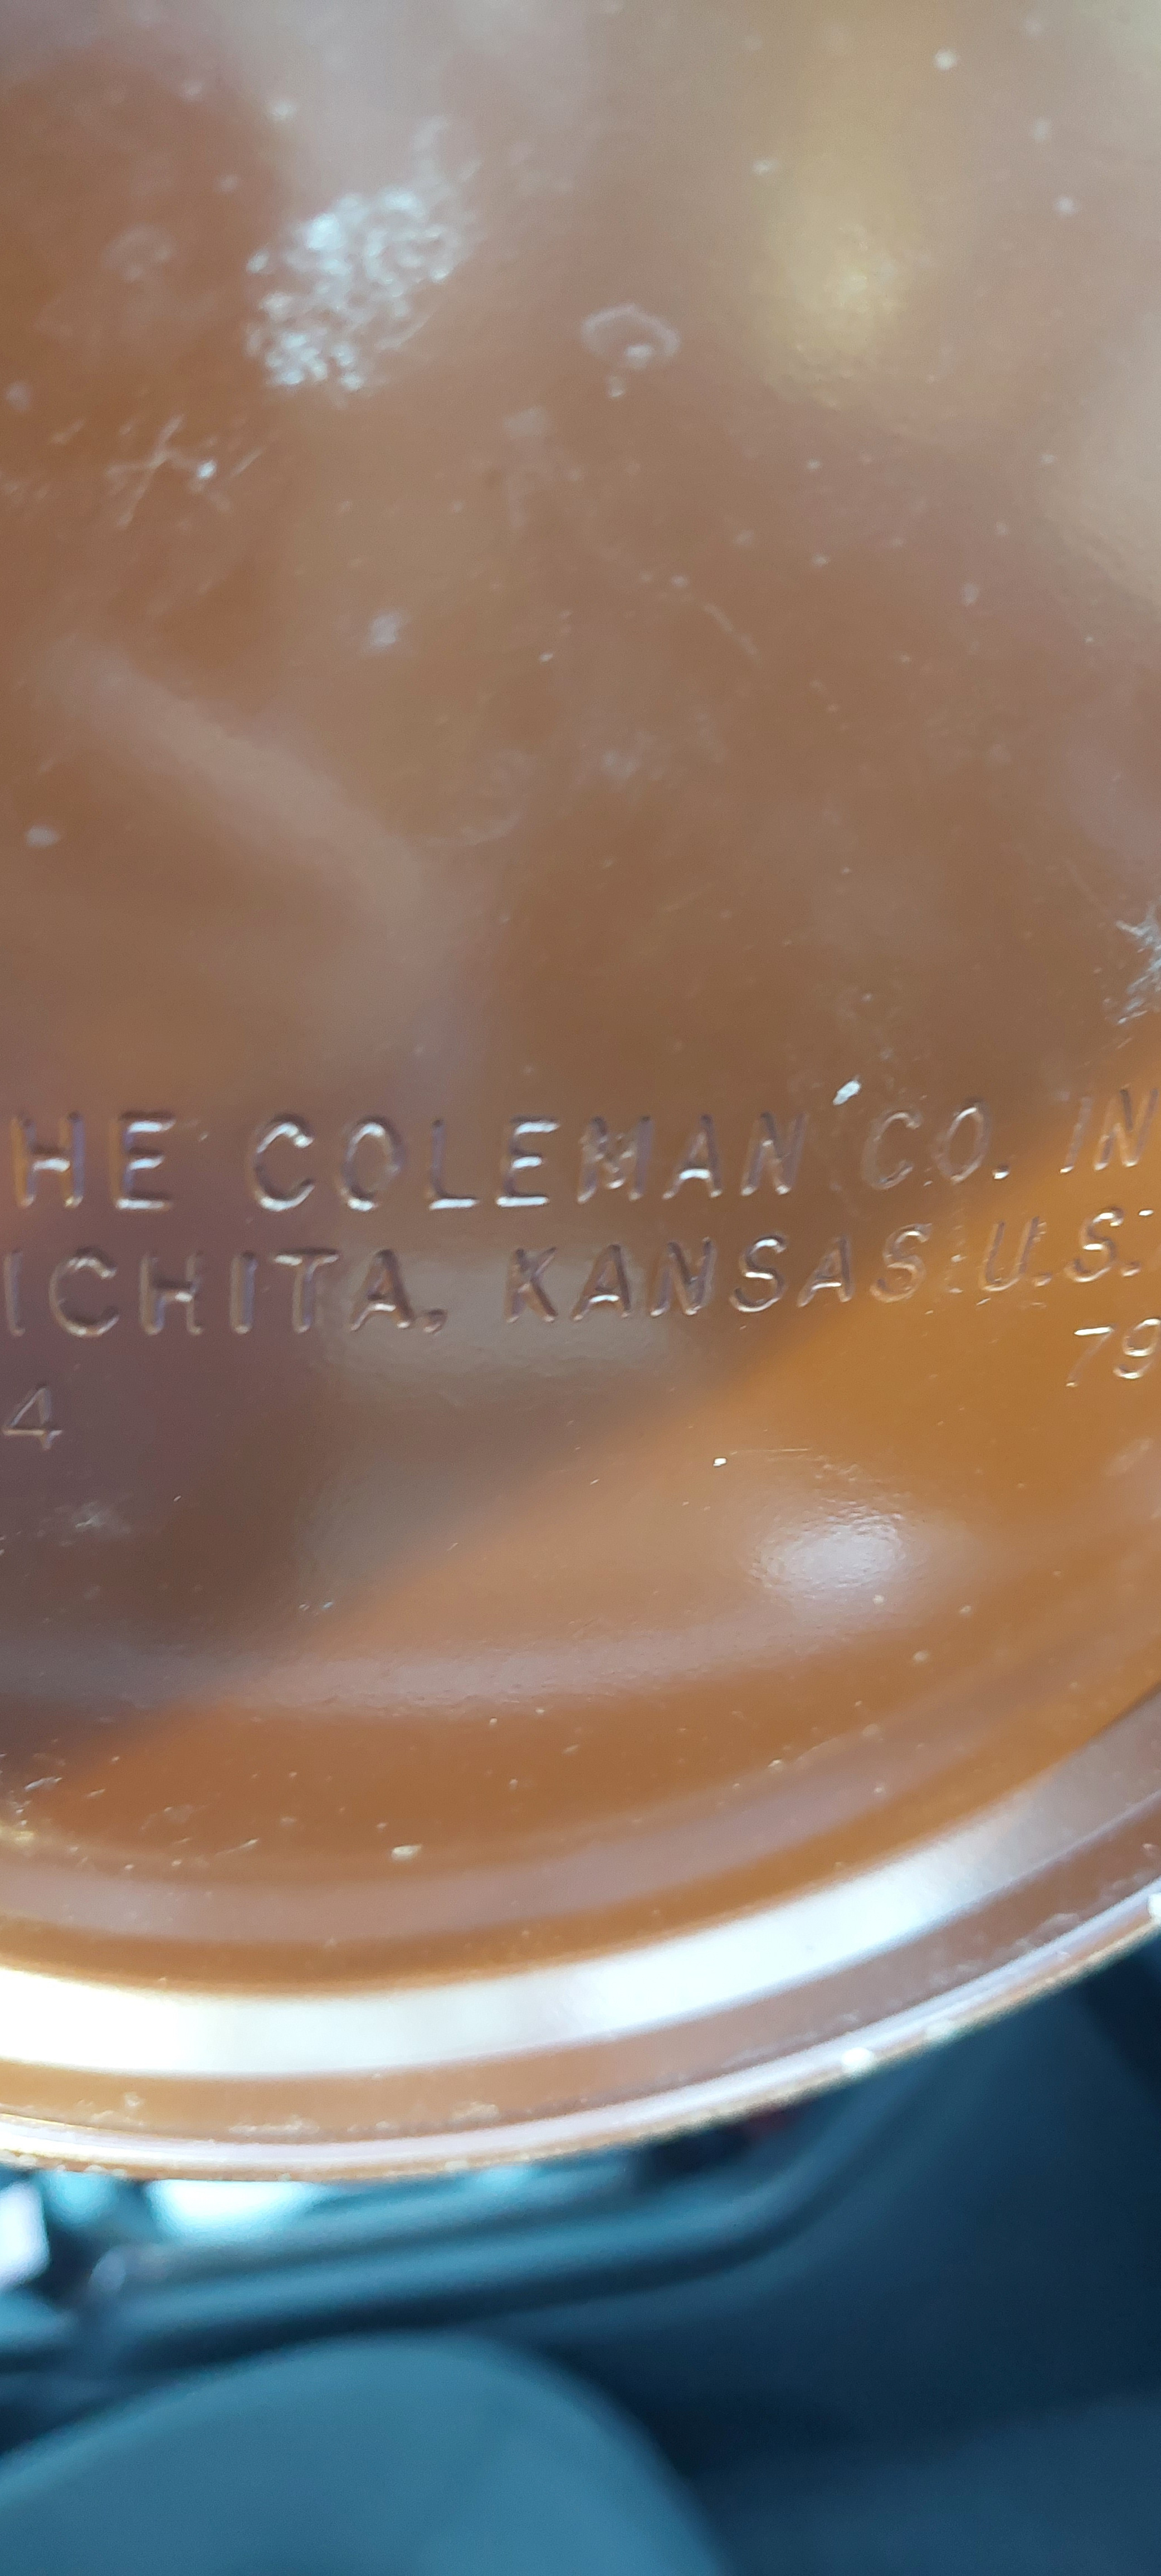 HE COLEMAN CO. IN
ICHITA, KANSAS U.S.
79
4